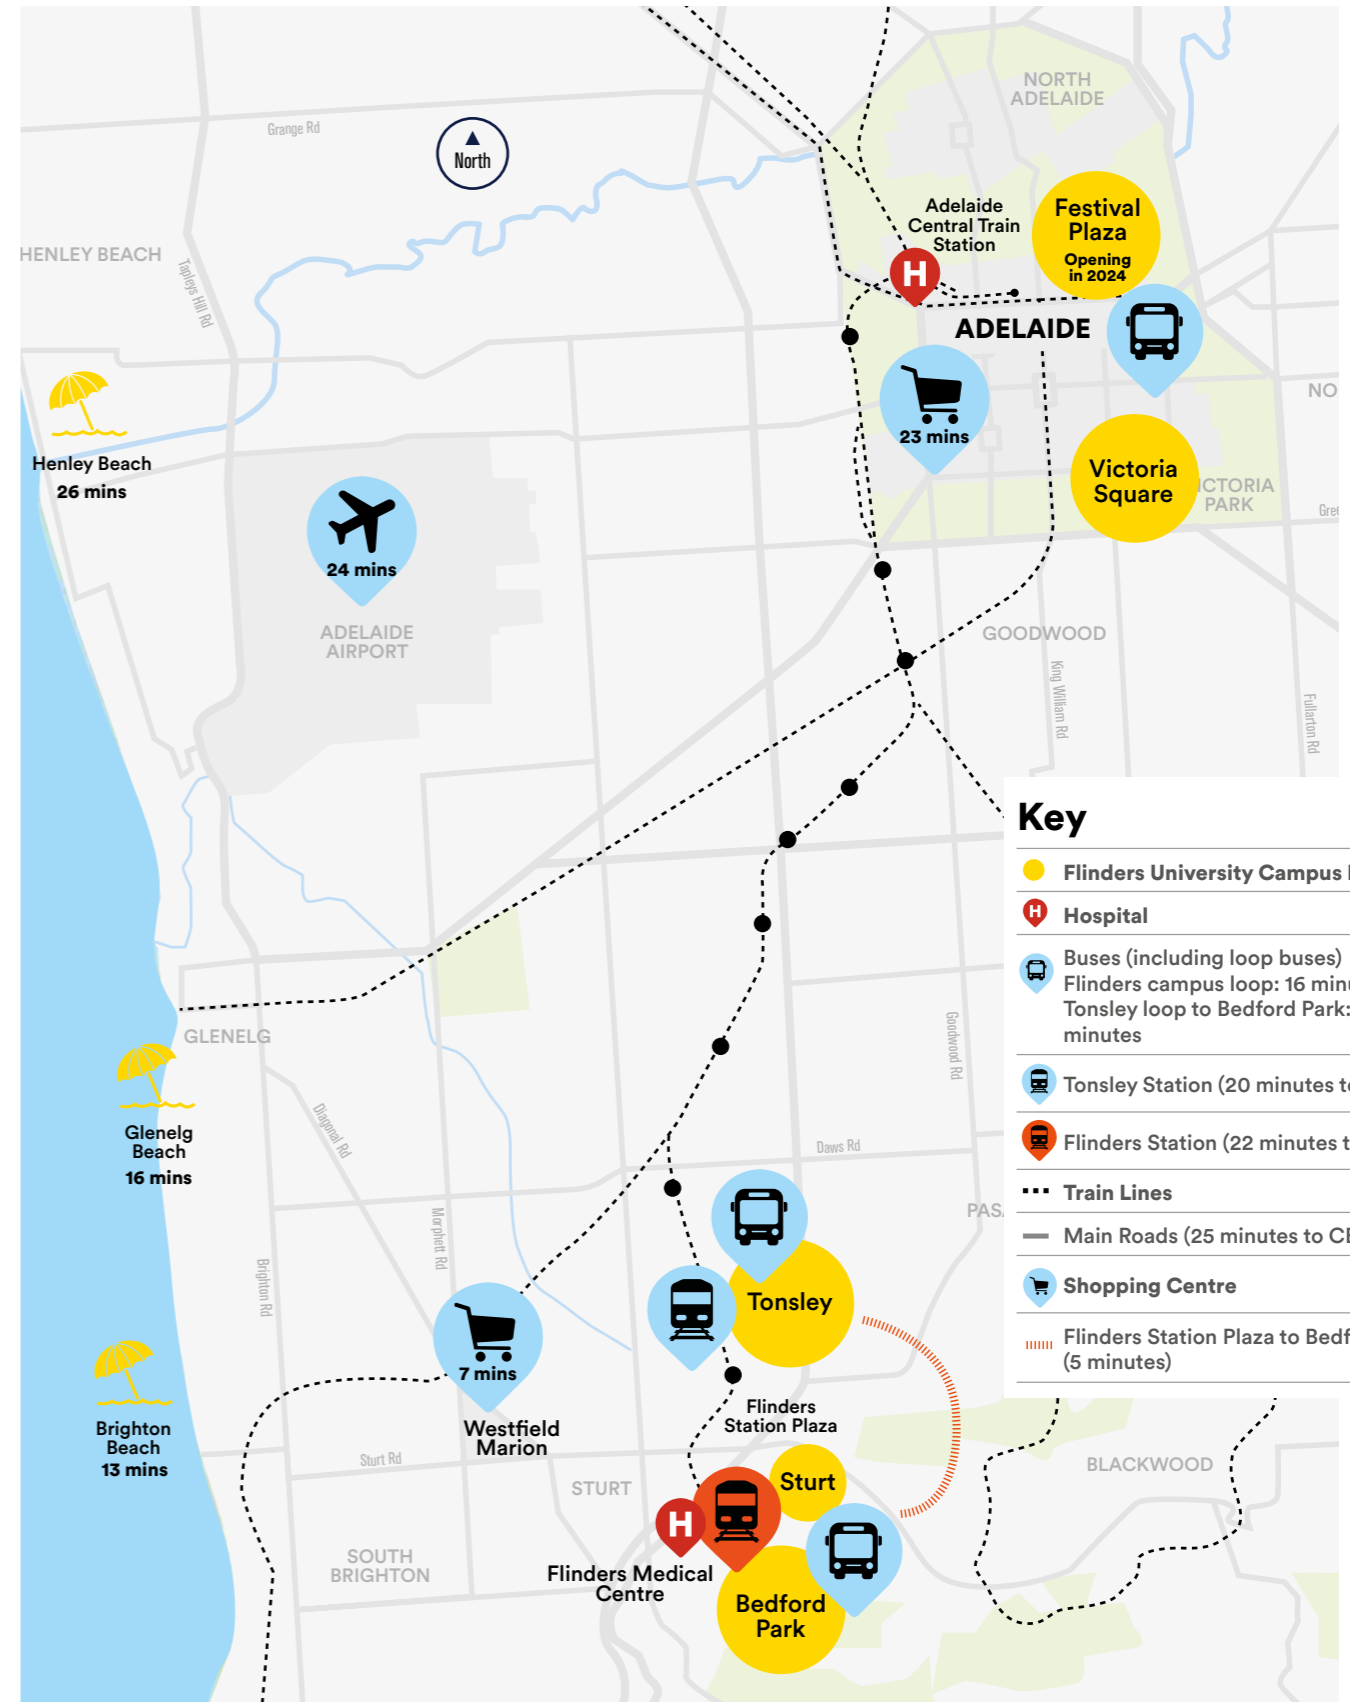 NORTH
ADELAIDE
Grange Rd
North
Adelaide
Central Train
Station
Festival
Plaza
Opening
in 2024
HENLEY BEACH
Tapleys Hill Rd
H
ADELAIDE
23 mins
NO
Henley Beach
26 mins
Victoria
Square
ICTORIA
PARK
24 mins
ADELAIDE
AIRPORT
GOODWOOD
King William Rd
Fullarton Rd
Key
Flinders University Campus
H
Hospital
Buses (including loop buses)
Flinders campus loop: 16 minu
Tonsley loop to Bedford Park:
minutes
Tonsley Station (20 minutes to
Flinders Station (22 minutes t
Train Lines
Main Roads (25 minutes to CB
Shopping Centre
Flinders Station Plaza to Bedf
(5 minutes)
GLENELG
Goodwood Rd
Glenelg
Beach
16 mins
Diagonal Rd
Daws Rd
Morphett Rd
PASA
Brighton Rd
Tonsley
7 mins
Westfield
Marion
Flinders
Station Plaza
Brighton
Beach
13 mins
Sturt Rd
STURT
Sturt
BLACKWOOD
H
Flinders Medical
Centre
SOUTH
BRIGHTON
Bedford
Park